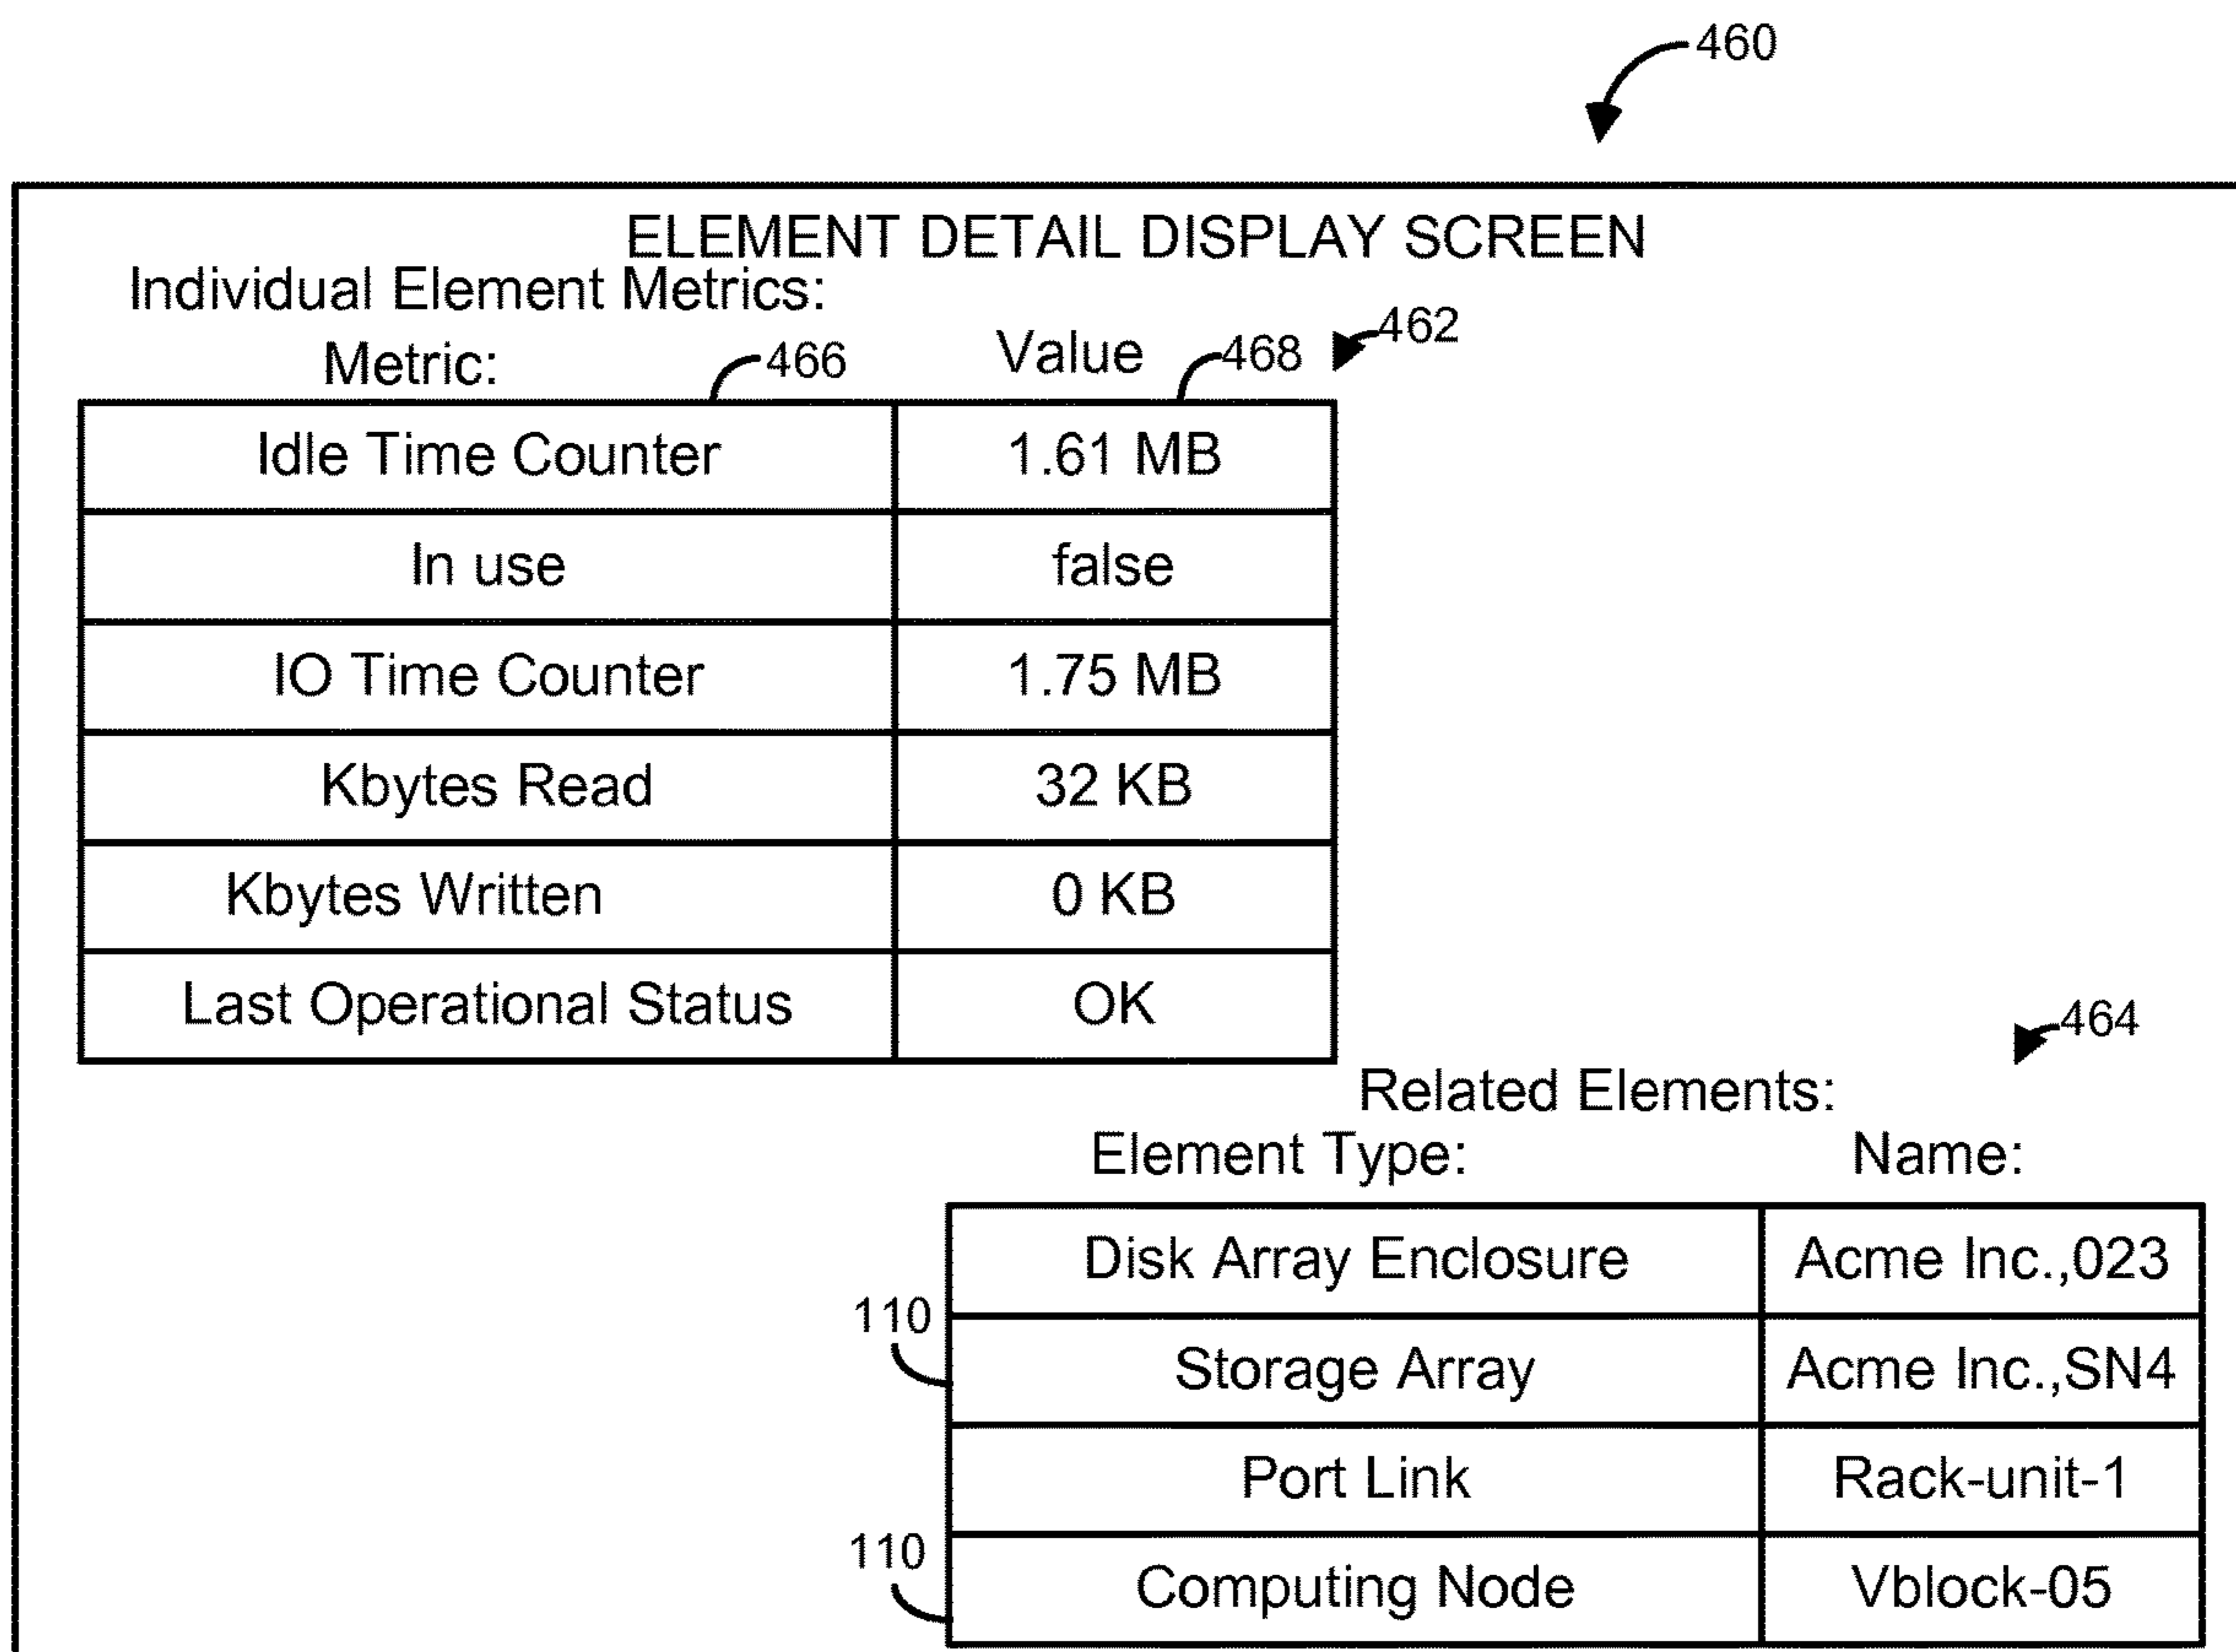 460
ELEMENT DETAIL DISPLAY SCREEN
Individual Element Metrics:
Metric: 466 Value 468 462
Idle Time Counter 1.61 MB
In use false
IO Time Counter 1.75 MB
Kbytes Read 32 KB
Kbytes Written 0 KB
Last Operational Status OK
464
Related Elements:
Element Type: Name:
Disk Array Enclosure Acme Inc.,023
110
Storage Array Acme Inc.,SN4
Port Link Rack-unit-1
110
Computing Node Vblock-05